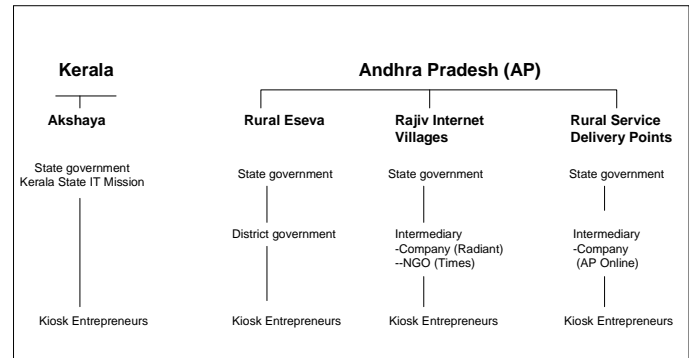 Kerala
Andhra Pradesh (AP)
Akshaya
Rural Eseva
Rajiv Internet
Villages
Rural Service
Delivery Points
State government
Kerala State IT Mission
State government
State government
State government
District government
Intermediary
-Company (Radiant)
--NGO (Times)
Intermediary
-Company
(AP Online)
Kiosk Entrepreneurs
Kiosk Entrepreneurs
Kiosk Entrepreneurs
Kiosk Entrepreneurs